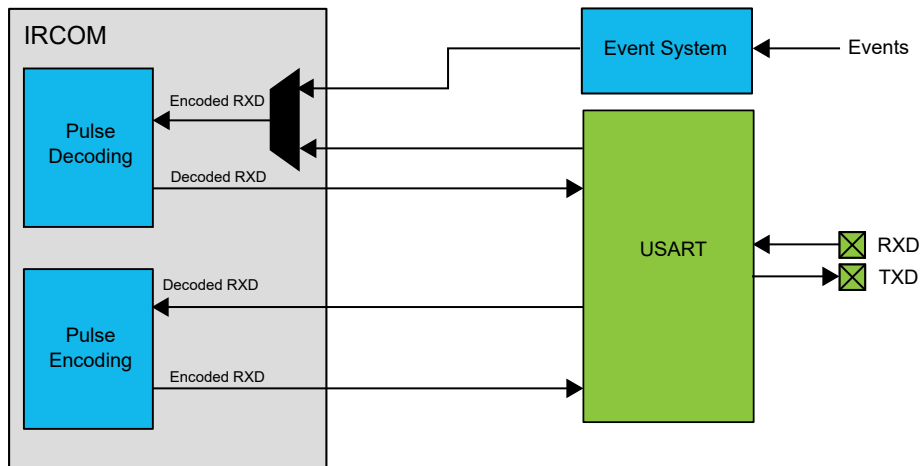 IRCOM
Event System
Events
Encoded RXD
Pulse
Decoding
Decoded RXD
USART
RXD
TXD
Decoded RXD
Pulse
Encoding
Encoded RXD